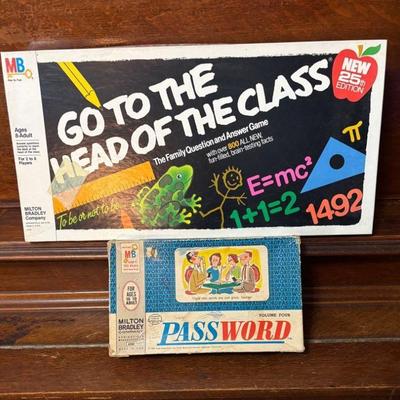 MB
NEW
25th
EDITION
GO TO THE
HEAD OF THE CLASS®
Ages
8-Adult
For 2 to 8
Players
The Family Question and Answer Game
with over 800 ALL NEW,
fun-filled, brain-testing facts
To be or not to be
E=mc²
π
1+1=2
1492
MILTON
BRADLEY
Company
MB
FOR
AGES
10 TO
ADULT
MILTON
BRADLEY
COMPANY
VOLUME FOUR
PASSWORD